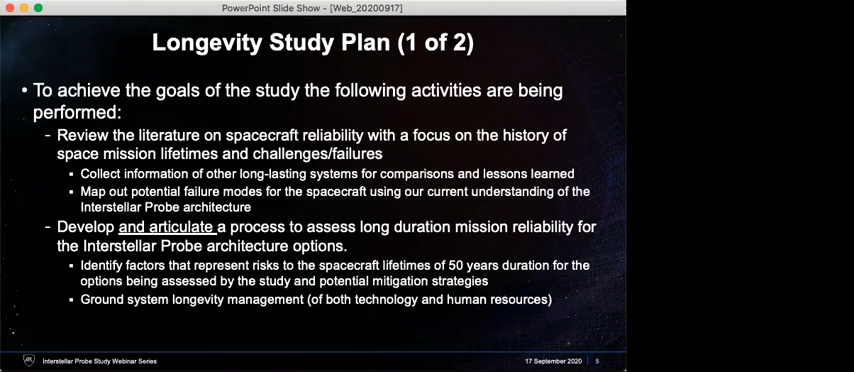 PowerPoint Slide Show - [Web_20200917]
Longevity Study Plan (1 of 2)
• To achieve the goals of the study the following activities are being
performed:
- Review the literature on spacecraft reliability with a focus on the history of
space mission lifetimes and challenges/failures
▪ Collect information of other long-lasting systems for comparisons and lessons learned
▪ Map out potential failure modes for the spacecraft using our current understanding of the
Interstellar Probe architecture
- Develop and articulate a process to assess long duration mission reliability for
the Interstellar Probe architecture options.
▪ Identify factors that represent risks to the spacecraft lifetimes of 50 years duration for the
options being assessed by the study and potential mitigation strategies
▪ Ground system longevity management (of both technology and human resources)
APL Interstellar Probe Study Webinar Series 17 September 2020 | 5